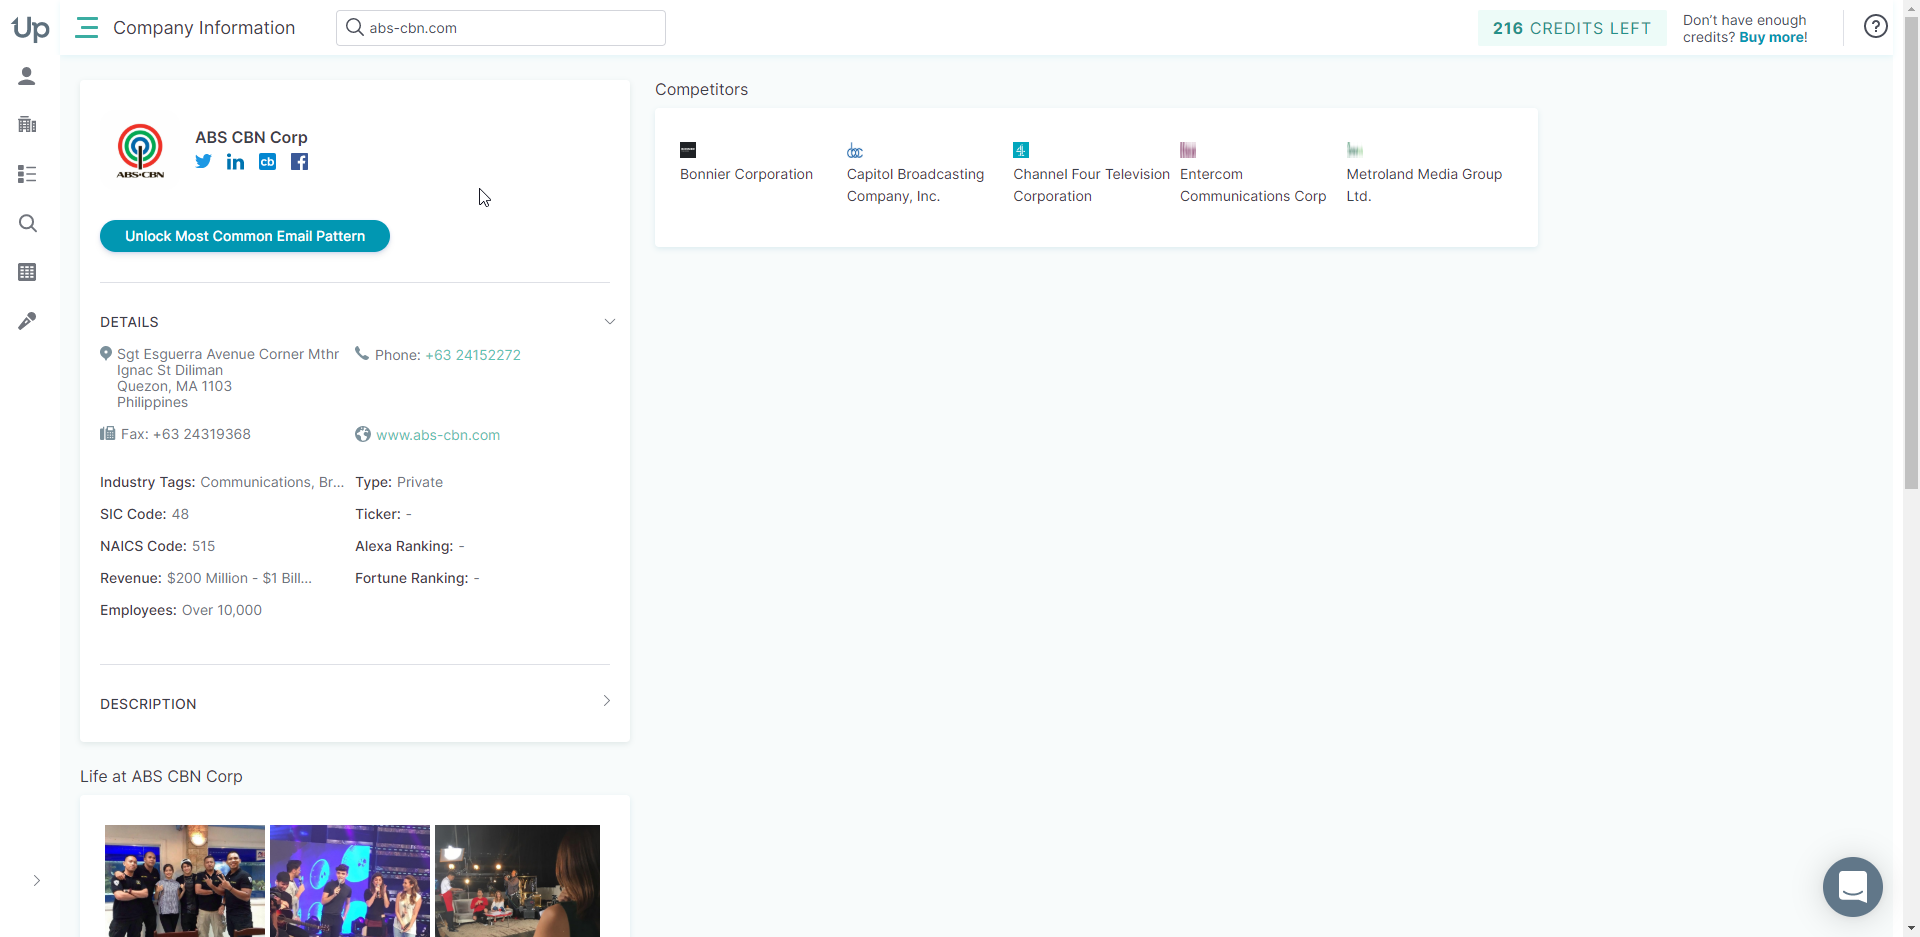 Up
Company Information
abs-cbn.com
216 CREDITS LEFT
Don't have enough
credits? Buy more!
?
ABS-CBN
ABS CBN Corp
in
cb
Unlock Most Common Email Pattern
DETAILS
Sgt Esguerra Avenue Corner Mthr
Ignac St Diliman
Quezon, MA 1103
Philippines
Phone: +63 24152272
Fax: +63 24319368
www.abs-cbn.com
Industry Tags: Communications, Br...
Type: Private
SIC Code: 48
Ticker: -
NAICS Code: 515
Alexa Ranking: -
Revenue: $200 Million - $1 Bill...
Fortune Ranking: -
Employees: Over 10,000
DESCRIPTION
Life at ABS CBN Corp
Competitors
Bonnier Corporation
Capitol Broadcasting
Company, Inc.
4
Channel Four Television
Corporation
Entercom
Communications Corp
Metroland Media Group
Ltd.